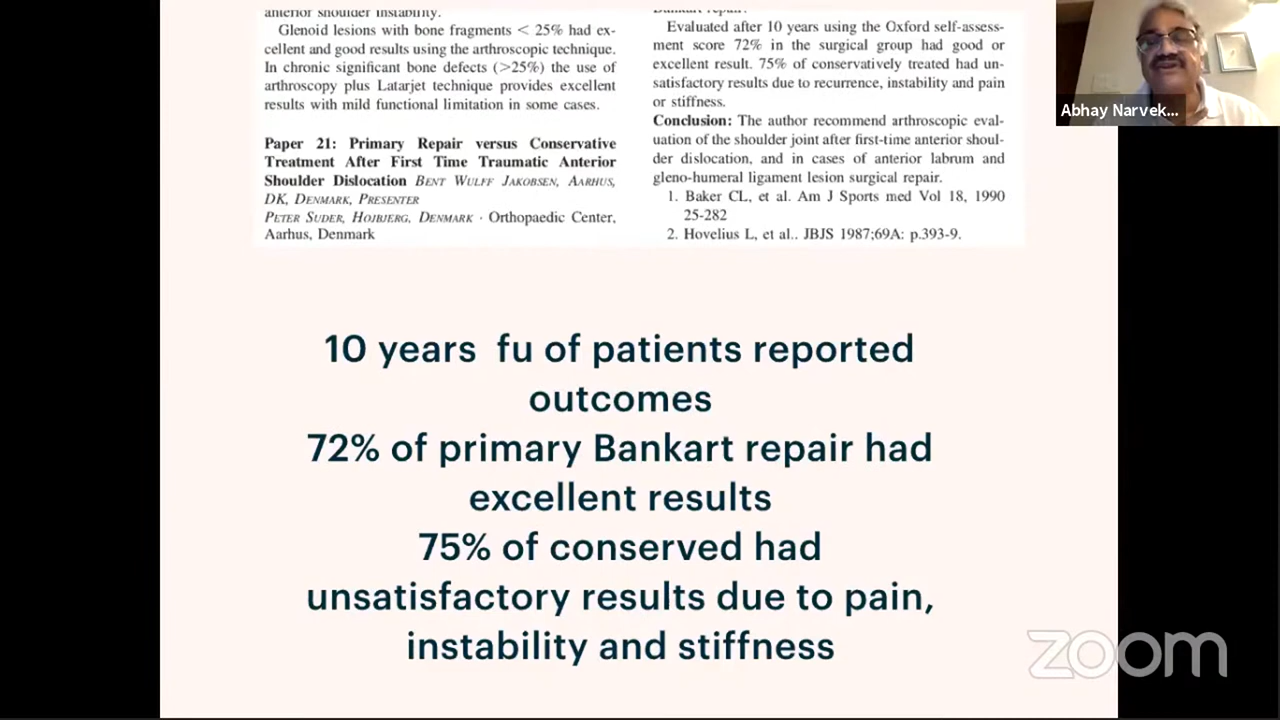 anterior shoulder instability.
Glenoid lesions with bone fragments < 25% had ex-
cellent and good results using the arthroscopic technique.
In chronic significant bone defects (>25%) the use of
arthroscopy plus Latarjet technique provides excellent
results with mild functional limitation in some cases.
Paper 21: Primary Repair versus Conservative
Treatment After First Time Traumatic Anterior
Shoulder Dislocation BENT WULFF JAKOBSEN, AARHUS,
DK, DENMARK, PRESENTER
PETER SUDER, HOJBJERG, DENMARK · Orthopaedic Center,
Aarhus, Denmark
Bankart repair.
Evaluated after 10 years using the Oxford self-assess-
ment score 72% in the surgical group had good or
excellent result. 75% of conservatively treated had un-
satisfactory results due to recurrence, instability and pain
or stiffness.
Conclusion: The author recommend arthroscopic eval-
uation of the shoulder joint after first-time anterior shoul-
der dislocation, and in cases of anterior labrum and
gleno-humeral ligament lesion surgical repair.
1. Baker CL, et al. Am J Sports med Vol 18, 1990
25-282
2. Hovelius L, et al.. JBJS 1987;69A: p.393-9.
Abhay Narvek...
10 years fu of patients reported
outcomes
72% of primary Bankart repair had
excellent results
75% of conserved had
unsatisfactory results due to pain,
instability and stiffness
zoom